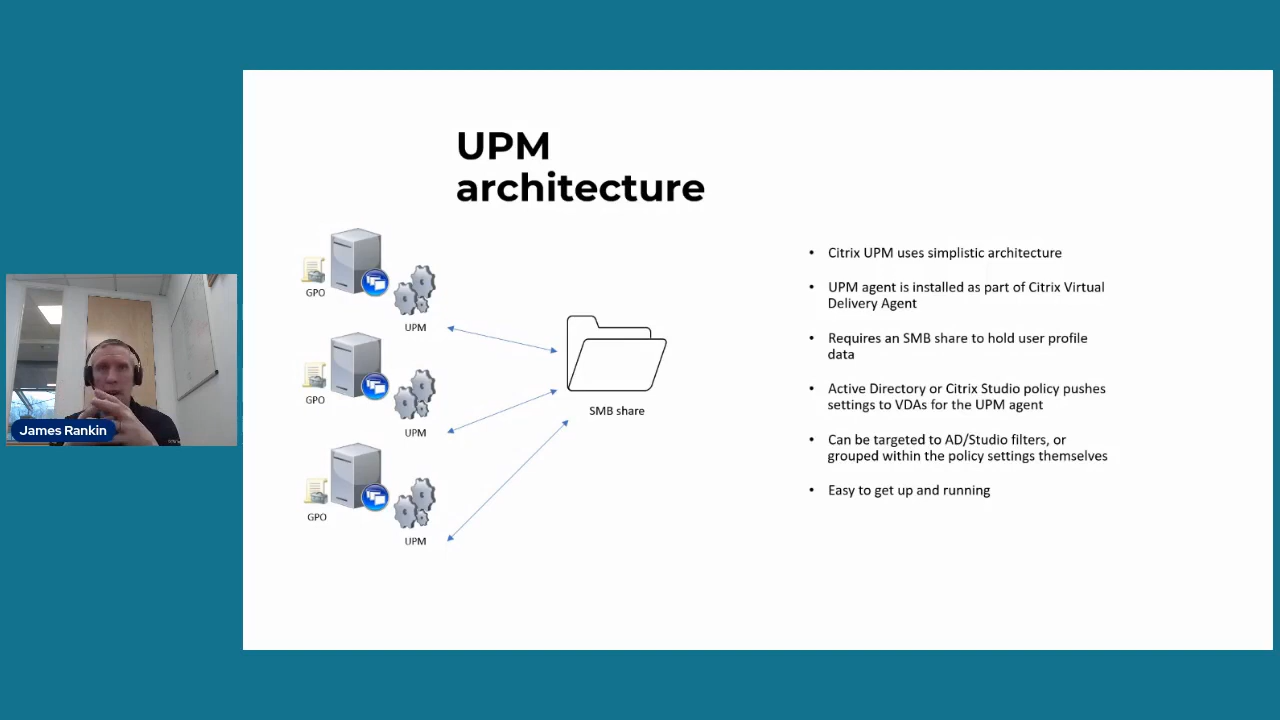 UPM
architecture
GPO
UPM
GPO
UPM
GPO
UPM
SMB share
• Citrix UPM uses simplistic architecture
• UPM agent is installed as part of Citrix Virtual
Delivery Agent
• Requires an SMB share to hold user profile
data
• Active Directory or Citrix Studio policy pushes
settings to VDAs for the UPM agent
• Can be targeted to AD/Studio filters, or
grouped within the policy settings themselves
• Easy to get up and running
James Rankin